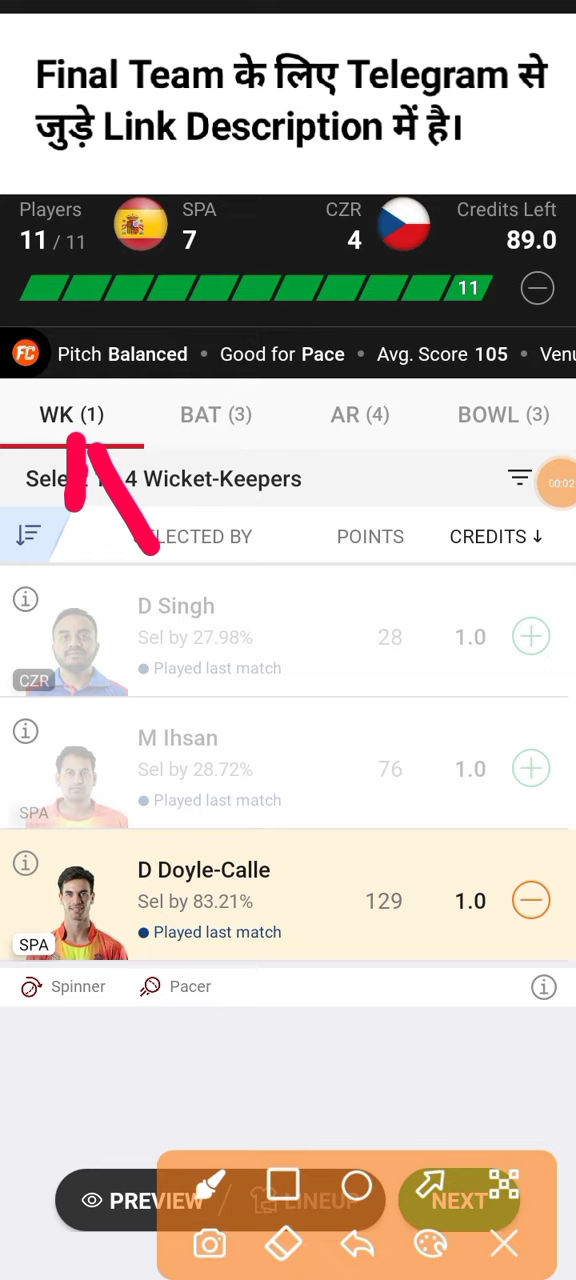 Final Team के लिए Telegram से
जुड़े Link Description में है।
Players SPA CZR Credits Left
11 / 11 7 4 89.0
11
FC Pitch Balanced • Good for Pace • Avg. Score 105 •
WK (1) BAT (3) AR (4) BOWL (3)
4 Wicket-Keepers
00:02
BY POINTS CREDITS ↓
D Singh
Sel by 27.98% 28 1.0
Played last match
CZR
M Ihsan
Sel by 28.72% 76 1.0
Played last match
SPA
D Doyle-Calle
Sel by 83.21% 129 1.0
Played last match
SPA
Spinner Pacer
PREVIEW / LINEUP NEXT